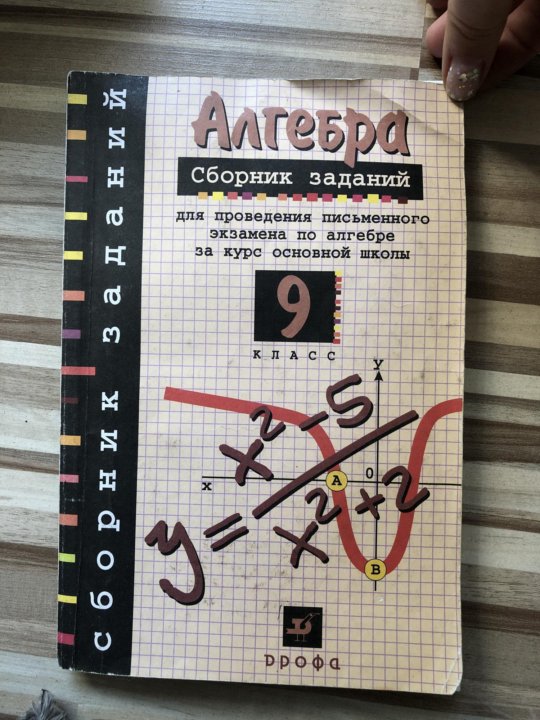 Алгебра
Сборник заданий
для проведения письменного
экзамена по алгебре
за курс основной школы
9
КЛАСС
сборник заданий
y
x² - 5
x
A
0
y =
x² + 2
B
дрофа